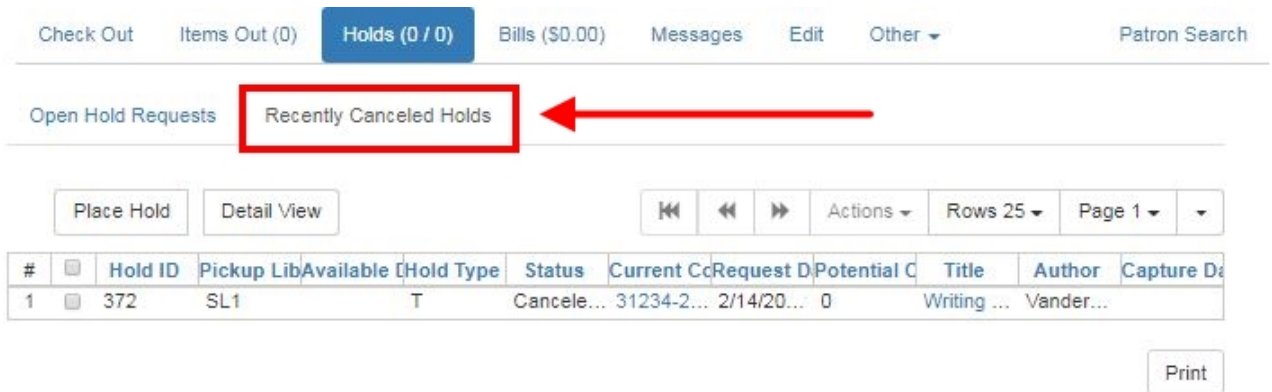 Check Out Items Out (0) Holds (0 / 0) Bills ($0.00) Messages Edit Other Patron Search
Open Hold Requests Recently Canceled Holds
Place Hold Detail View Actions Rows 25 Page 1
# Hold ID Pickup Lib Available Hold Type Status Current Request D Potential C Title Author Capture Da
1 372 SL1 T Cancele... 31234-2... 2/14/20... 0 Writing ... Vander...
Print